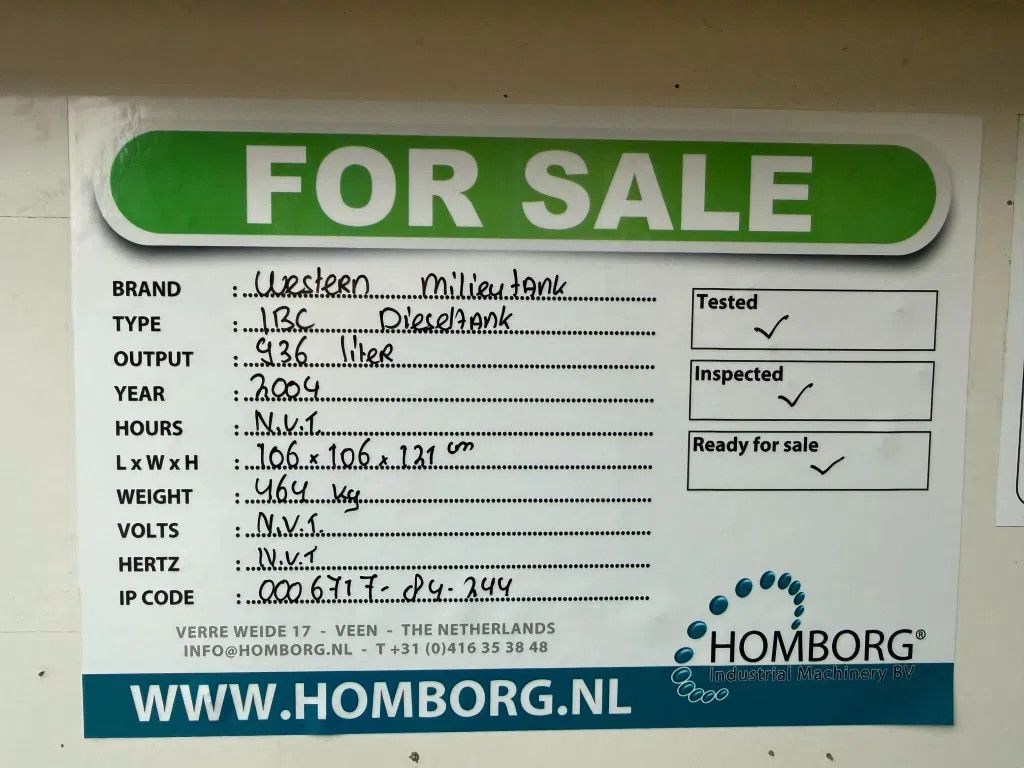 FOR SALE
BRAND : Western Milieutank
TYPE : IBC Dieseltank
OUTPUT : 936 liter
YEAR : 2004
HOURS : N.V.T.
L x W x H : 106 x 106 x 121 cm
WEIGHT : 464 kg
VOLTS : N.V.T.
HERTZ : N.V.T
IP CODE : 0006717- 04-244
Tested ✓
Inspected ✓
Ready for sale ✓
VERRE WEIDE 17 - VEEN - THE NETHERLANDS
INFO@HOMBORG.NL - T +31 (0)416 35 38 48
HOMBORG®
Industrial Machinery BV
WWW.HOMBORG.NL